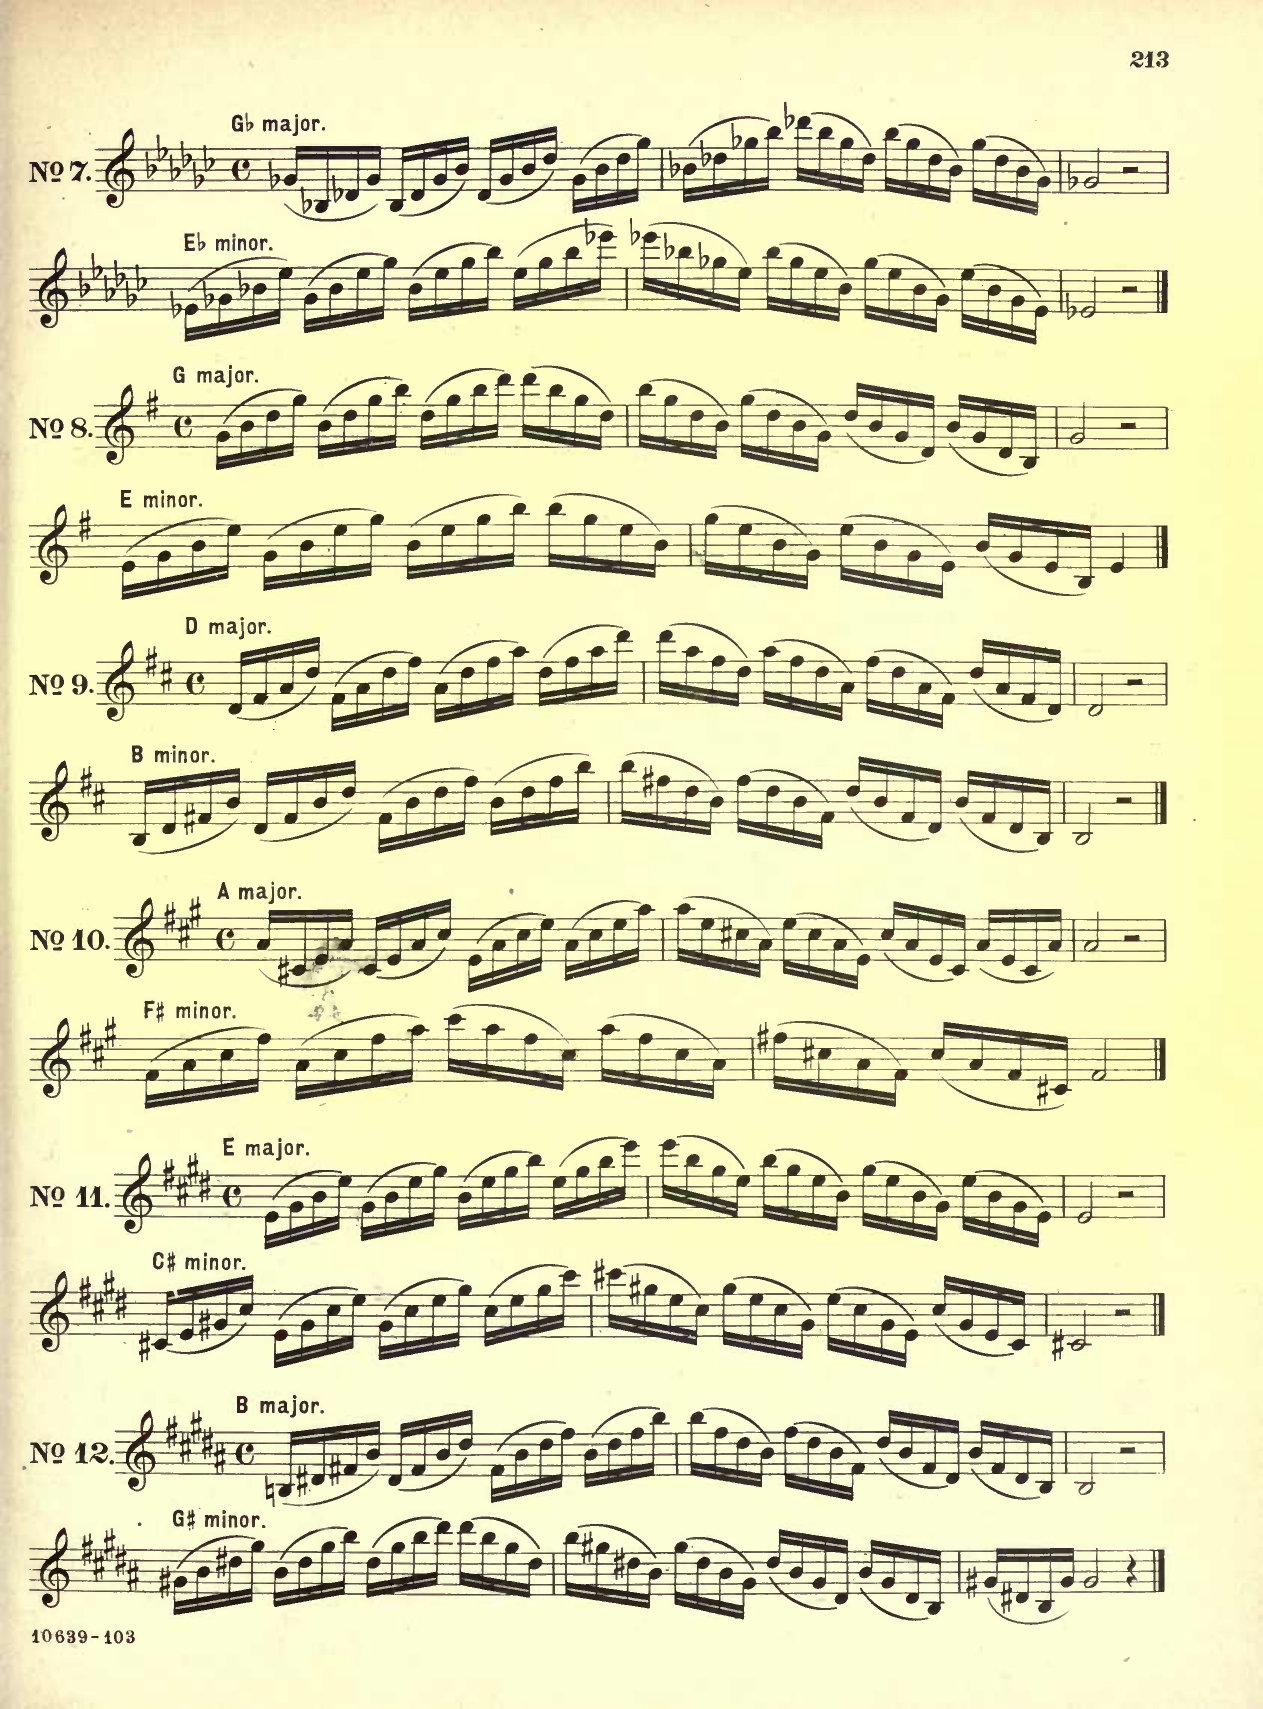 213
G♭ major.
No 7.
E♭ minor.
G major.
No 8.
E minor.
D major.
No 9.
B minor.
A major.
No 10.
F♯ minor.
E major.
No 11.
C♯ minor.
B major.
No 12.
G♯ minor.
10639-103